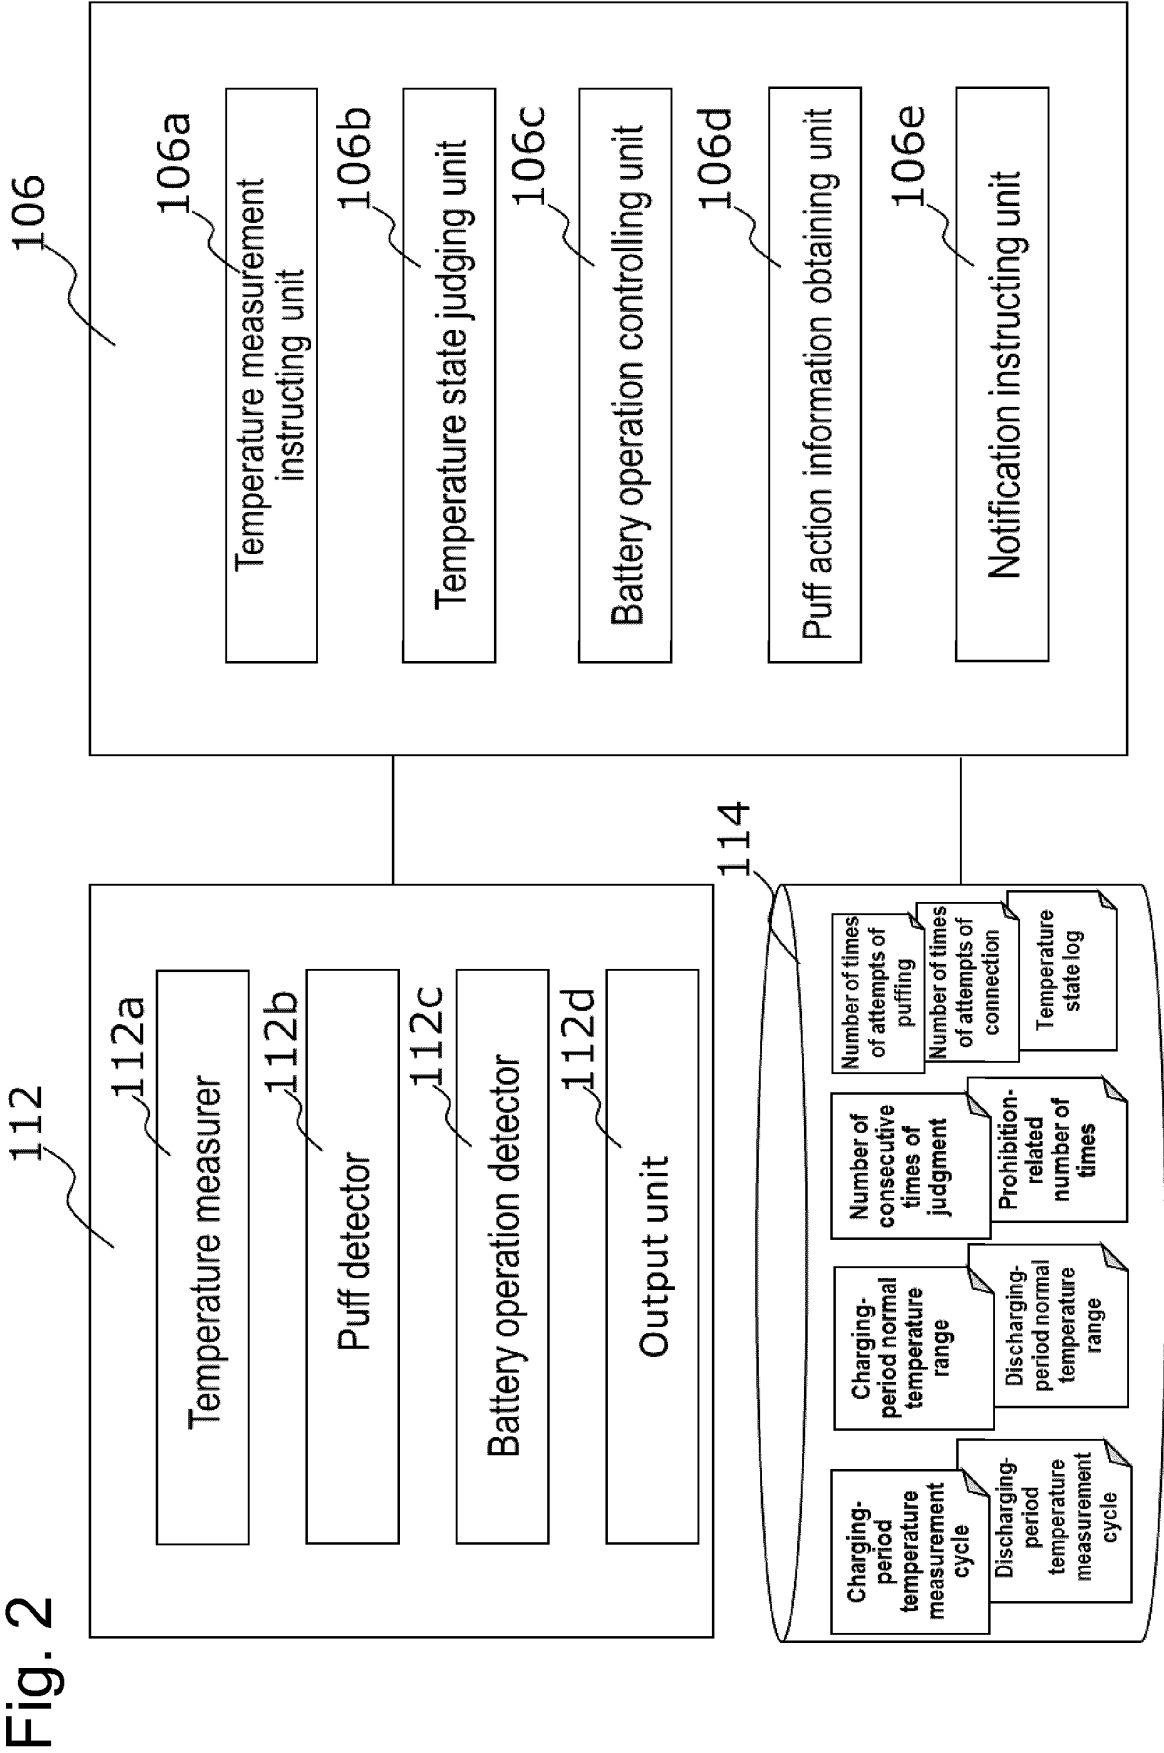 Fig. 2
112
112a
Temperature measurer
112b
Puff detector
112c
Battery operation detector
112d
Output unit
106
106a
Temperature measurement
instructing unit
106b
Temperature state judging unit
106c
Battery operation controlling unit
106d
Puff action information obtaining unit
106e
Notification instructing unit
114
Charging-
period
temperature
measurement
cycle
Discharging-
period
temperature
measurement
cycle
Charging-
period normal
temperature
range
Discharging-
period normal
temperature
range
Number of
consecutive
times of
judgment
Prohibition-
related
number of
times
Number of times
of attempts of
puffing
Number of times
of attempts of
connection
Temperature
state log